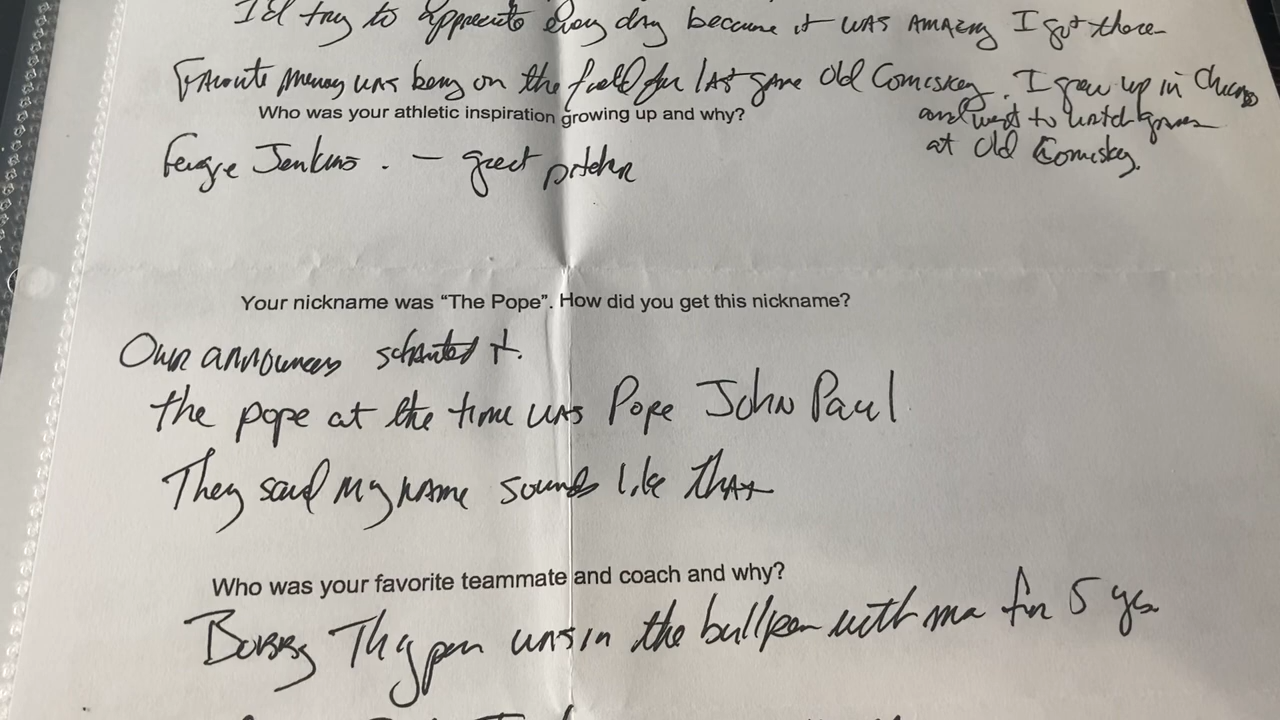 I'd try to appreciate every day because it was amazing I got there-
Favorite memory was being on the field for last game Old Comiskey. I grew up in Chicago
and went to watch games
at Old Comiskey.
Who was your athletic inspiration growing up and why?
Fergie Jenkins. - great pitcher
Your nickname was “The Pope”. How did you get this nickname?
Our announcers started it.
the pope at the time was Pope John Paul
They said my name sounds like that
Who was your favorite teammate and coach and why?
Bobby Thigpen was in the bullpen with me for 5 yrs